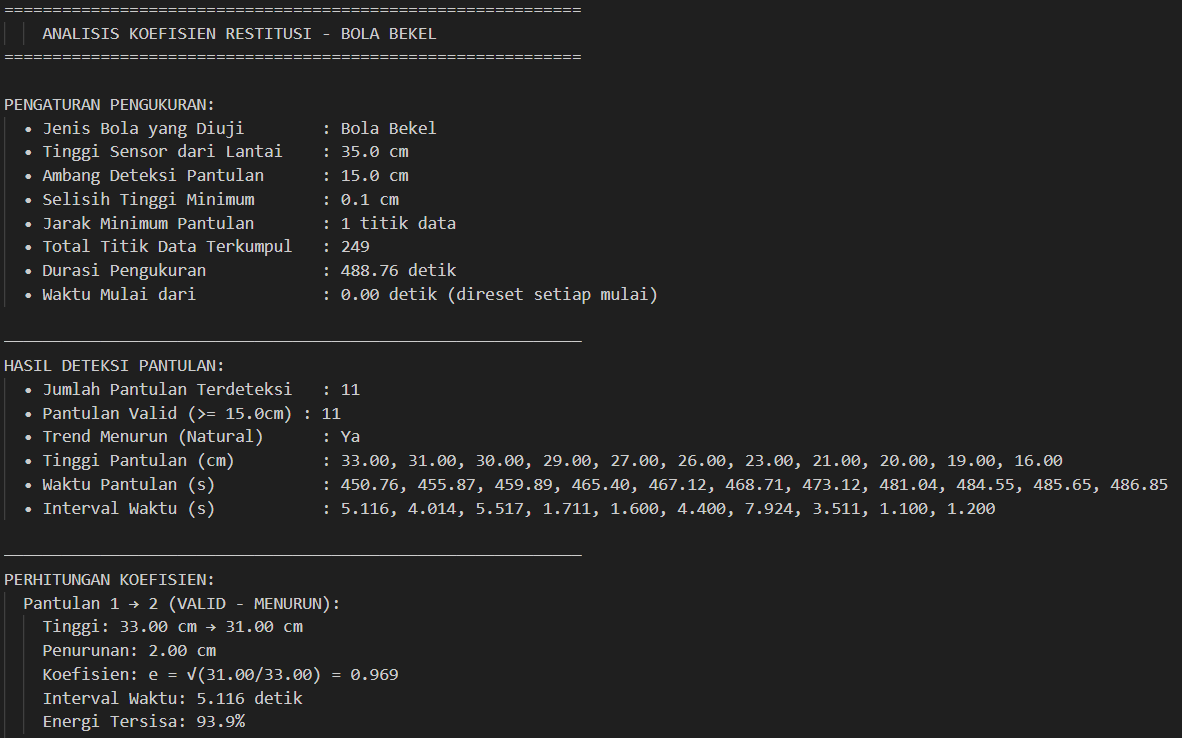 ============================================================
ANALISIS KOEFISIEN RESTITUSI - BOLA BEKEL
============================================================
PENGATURAN PENGUKURAN:
• Jenis Bola yang Diuji : Bola Bekel
• Tinggi Sensor dari Lantai : 35.0 cm
• Ambang Deteksi Pantulan : 15.0 cm
• Selisih Tinggi Minimum : 0.1 cm
• Jarak Minimum Pantulan : 1 titik data
• Total Titik Data Terkumpul : 249
• Durasi Pengukuran : 488.76 detik
• Waktu Mulai dari : 0.00 detik (direset setiap mulai)
────────────────────────────────────────────────────────────
HASIL DETEKSI PANTULAN:
• Jumlah Pantulan Terdeteksi : 11
• Pantulan Valid (>= 15.0cm) : 11
• Trend Menurun (Natural) : Ya
• Tinggi Pantulan (cm) : 33.00, 31.00, 30.00, 29.00, 27.00, 26.00, 23.00, 21.00, 20.00, 19.00, 16.00
• Waktu Pantulan (s) : 450.76, 455.87, 459.89, 465.40, 467.12, 468.71, 473.12, 481.04, 484.55, 485.65, 486.85
• Interval Waktu (s) : 5.116, 4.014, 5.517, 1.711, 1.600, 4.400, 7.924, 3.511, 1.100, 1.200
────────────────────────────────────────────────────────────
PERHITUNGAN KOEFISIEN:
Pantulan 1 → 2 (VALID - MENURUN):
Tinggi: 33.00 cm → 31.00 cm
Penurunan: 2.00 cm
Koefisien: e = √(31.00/33.00) = 0.969
Interval Waktu: 5.116 detik
Energi Tersisa: 93.9%